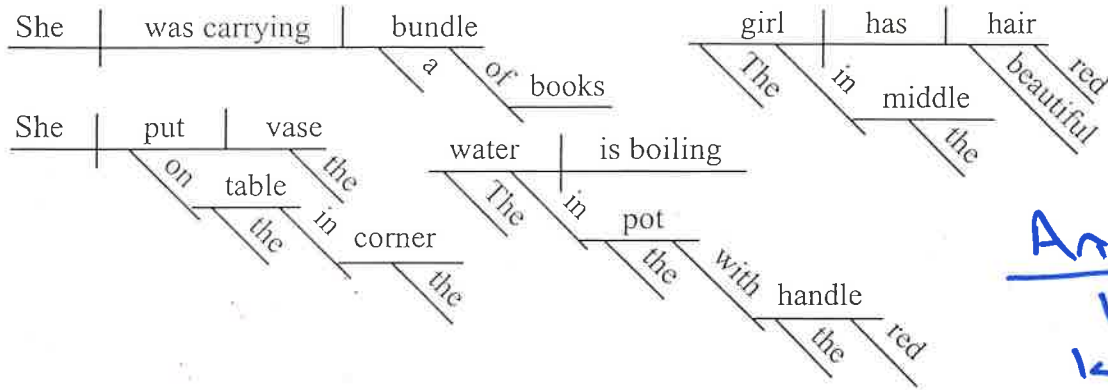 She was carrying bundle
a of books
girl has hair
The in middle the beautiful red
She put vase
on table the in corner the the
water is boiling
The in pot the with handle the red